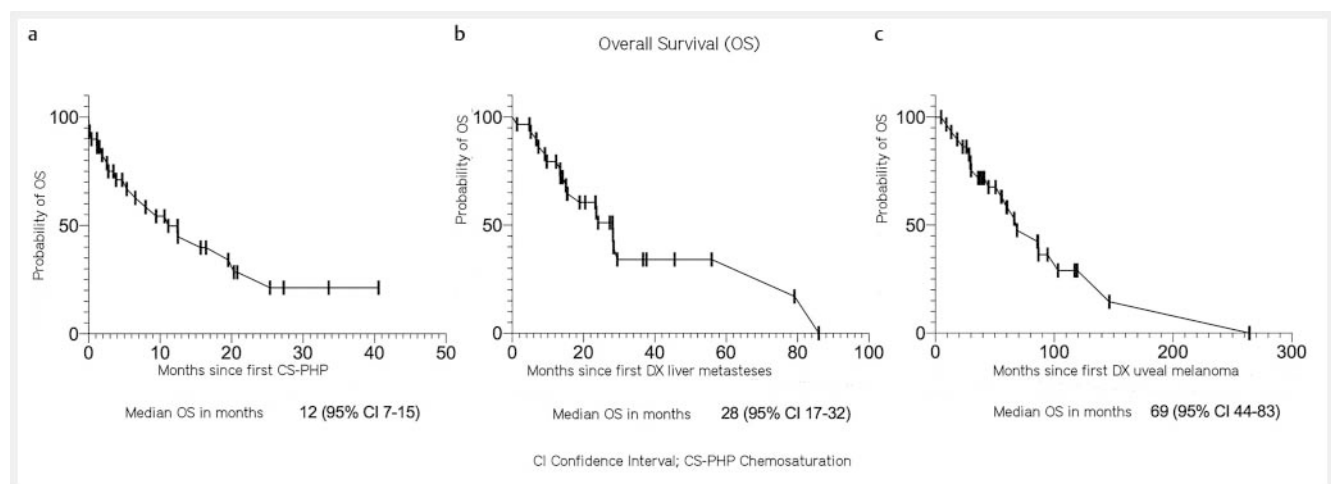 a
b
c
Overall Survival (OS)
Probability of OS
100
50
0
0 10 20 30 40 50
Months since first CS-PHP
Median OS in months 12 (95% CI 7-15)
Probability of OS
100
50
0
0 20 40 60 80 100
Months since first DX liver metasteses
Median OS in months 28 (95% CI 17-32)
Probability of OS
100
50
0
0 100 200 300
Months since first DX uveal melanoma
Median OS in months 69 (95% CI 44-83)
CI Confidence Interval; CS-PHP Chemosaturation